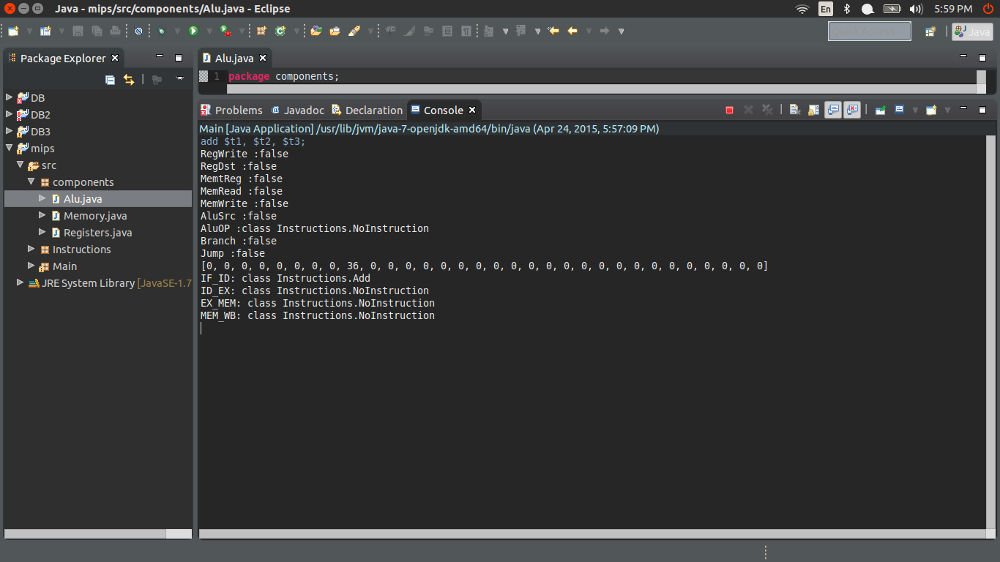 Java - mips/src/components/Alu.java - Eclipse
En
5:59 PM
Quick Access
Java
Package Explorer
DB
DB2
DB3
mips
src
components
Alu.java
Memory.java
Registers.java
Instructions
Main
JRE System Library [JavaSE-1.7
Alu.java
1 package components;
Problems @ Javadoc Declaration Console
Main [Java Application] /usr/lib/jvm/java-7-openjdk-amd64/bin/java (Apr 24, 2015, 5:57:09 PM)
add $t1, $t2, $t3;
RegWrite :false
RegDst :false
MemtReg :false
MemRead :false
MemWrite :false
AluSrc :false
AluOP :class Instructions.NoInstruction
Branch :false
Jump :false
[0, 0, 0, 0, 0, 0, 0, 0, 36, 0, 0, 0, 0, 0, 0, 0, 0, 0, 0, 0, 0, 0, 0, 0, 0, 0, 0, 0, 0, 0, 0, 0]
IF_ID: class Instructions.Add
ID_EX: class Instructions.NoInstruction
EX_MEM: class Instructions.NoInstruction
MEM_WB: class Instructions.NoInstruction